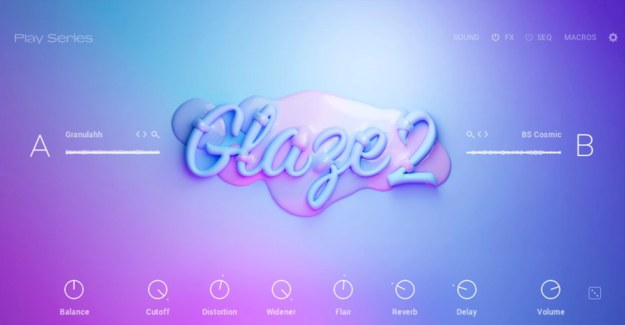 Play Series
SOUND FX SEQ MACROS
A Granulahh
Glaze 2
BS Cosmic B
Balance Cutoff Distortion Widener Flair Reverb Delay Volume